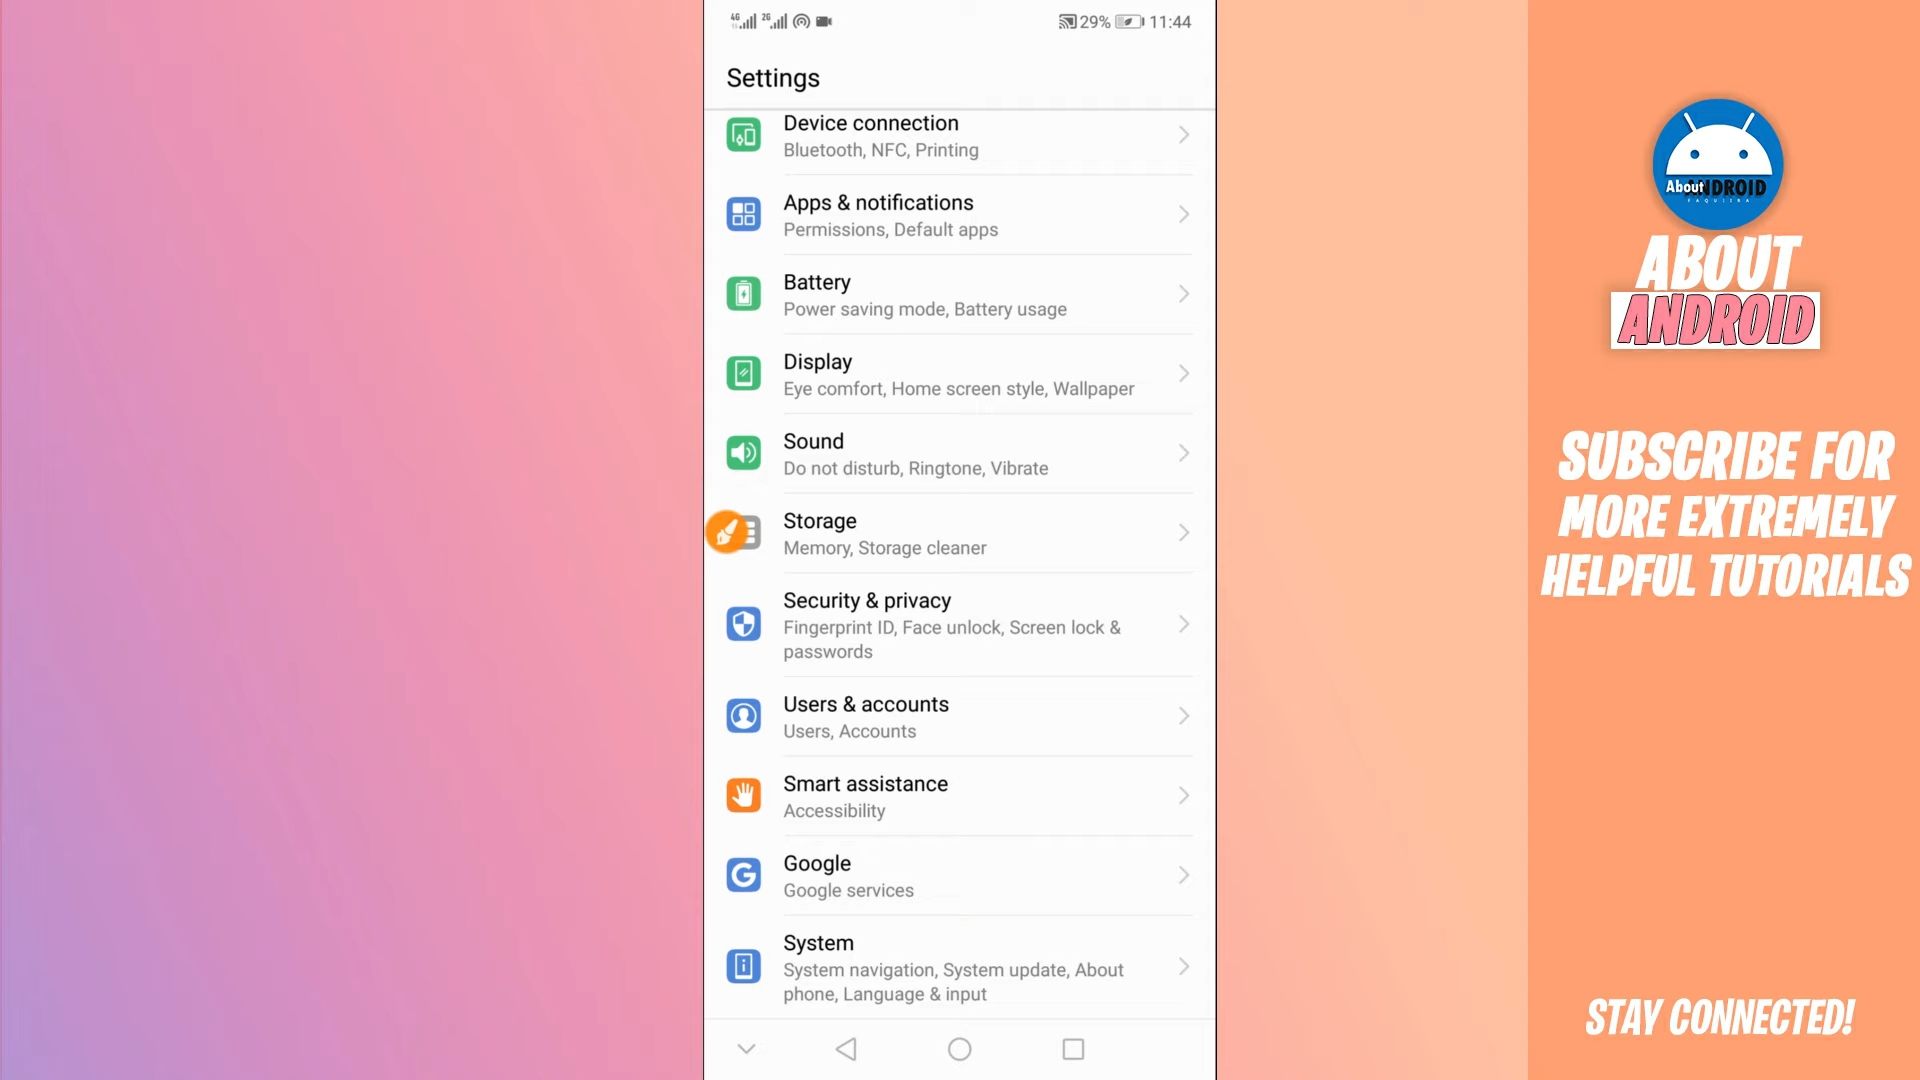 4G 2G 29% 11:44
Settings
Device connection
Bluetooth, NFC, Printing
Apps & notifications
Permissions, Default apps
Battery
Power saving mode, Battery usage
Display
Eye comfort, Home screen style, Wallpaper
Sound
Do not disturb, Ringtone, Vibrate
Storage
Memory, Storage cleaner
Security & privacy
Fingerprint ID, Face unlock, Screen lock &
passwords
Users & accounts
Users, Accounts
Smart assistance
Accessibility
Google
Google services
System
System navigation, System update, About
phone, Language & input
About ANDROID
ABOUT
ANDROID
SUBSCRIBE FOR
MORE EXTREMELY
HELPFUL TUTORIALS
STAY CONNECTED!